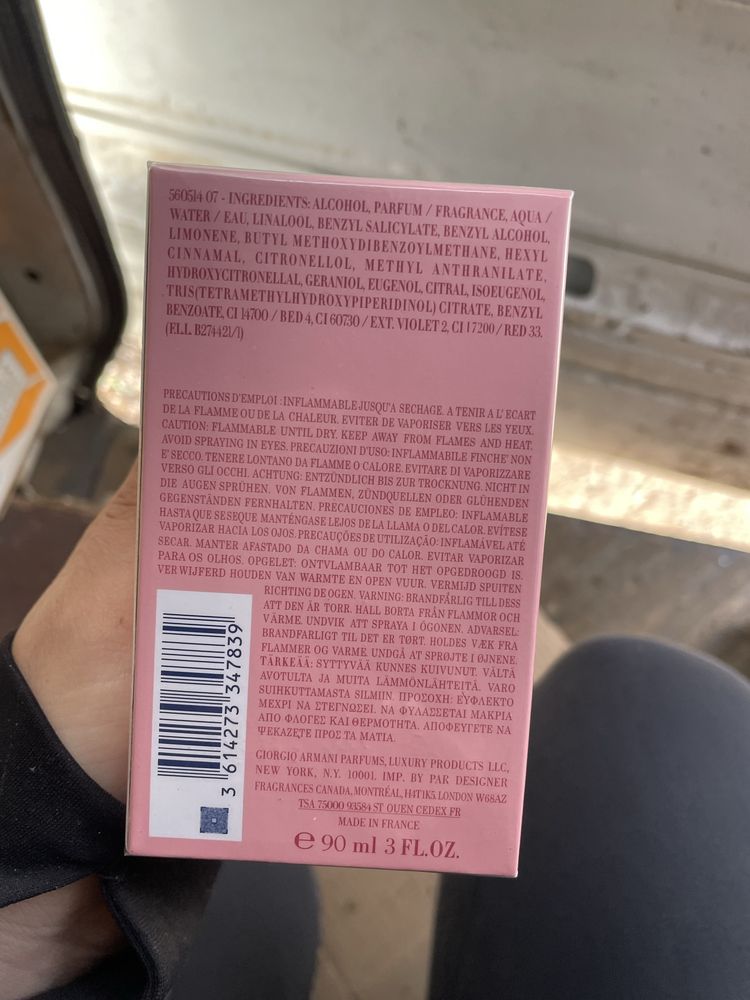 560514 07 - INGREDIENTS: ALCOHOL, PARFUM / FRAGRANCE, AQUA /
WATER / EAU, LINALOOL, BENZYL SALICYLATE, BENZYL ALCOHOL,
LIMONENE, BUTYL METHOXYDIBENZOYLMETHANE, HEXYL
CINNAMAL, CITRONELLOL, METHYL ANTHRANILATE,
HYDROXYCITRONELLAL, GERANIOL, EUGENOL, CITRAL, ISOEUGENOL,
TRIS(TETRAMETHYLHYDROXYPIPERIDINOL) CITRATE, BENZYL
BENZOATE, CI 14700 / RED 4, CI 60730 / EXT. VIOLET 2, CI 17200 / RED 33.
(F.I.L. B274421/1)
PRECAUTIONS D'EMPLOI : INFLAMMABLE JUSQU'A SECHAGE. A TENIR A L' ECART
DE LA FLAMME OU DE LA CHALEUR. EVITER DE VAPORISER VERS LES YEUX.
CAUTION: FLAMMABLE UNTIL DRY. KEEP AWAY FROM FLAMES AND HEAT.
AVOID SPRAYING IN EYES. PRECAUZIONI D'USO: INFLAMMABILE FINCHE' NON
E' SECCO. TENERE LONTANO DA FLAMME O CALORE. EVITARE DI VAPORIZZARE
VERSO GLI OCCHI. ACHTUNG: ENTZÜNDLICH BIS ZUR TROCKNUNG. NICHT IN
DIE AUGEN SPRÜHEN. VON FLAMMEN, ZÜNDQUELLEN ODER GLÜHENDEN
GEGENSTÄNDEN FERNHALTEN. PRECAUCIONES DE EMPLEO: INFLAMABLE
HASTA QUE SE SEQUE MANTÉNGASE LEJOS DE LA LLAMA O DEL CALOR. EVÍTESE
VAPORIZAR HACIA LOS OJOS. PRECAUÇÕES DE UTILIZAÇÃO: INFLAMÁVEL ATÉ
SECAR. MANTER AFASTADO DA CHAMA OU DO CALOR. EVITAR VAPORIZAR
PARA OS OLHOS. OPGELET: ONTVLAMBAAR TOT HET OPGEDROOGD IS.
VER WIJFERD HOUDEN VAN WARMTE EN OPEN VUUR. VERMIJD SPUITEN
RICHTING DE OGEN. VARNING: BRANDFARLIG TILL DESS
ATT DEN ÄR TORR. HALL BORTA FRÅN FLAMMOR OCH
VÄRME. UNDVIK ATT SPRAYA I ÖGONEN. ADVARSEL:
BRANDFARLIGT TIL DET ER TØRT. HOLDES VÆK FRA
FLAMMER OG VARME. UNDGÅ AT SPRØJTE I ØJNENE.
TÄRKEÄÄ: SYTTYVÄÄ KUNNES KUIVUNUT. VÄLTÄ
AVOTULTA JA MUITA LÄMMÖNLÄHTEITÄ. VARO
SUIHKUTTAMASTA SILMIIN. ΠΡΟΣΟΧΗ: ΕΥΦΛΕΚΤΟ
ΜΕΧΡΙ ΝΑ ΣΤΕΓΝΩΣΕΙ. ΝΑ ΦΥΛΑΣΣΕΤΑΙ ΜΑΚΡΙΑ
ΑΠΟ ΦΛΟΓΕΣ ΚΑΙ ΘΕΡΜΟΤΗΤΑ. ΑΠΟΦΕΥΓΕΤΕ ΝΑ
ΨΕΚΑΖΕΤΕ ΠΡΟΣ ΤΑ ΜΑΤΙΑ.
3 614273 347839
GIORGIO ARMANI PARFUMS, LUXURY PRODUCTS LLC,
NEW YORK, N.Y. 10001. IMP. BY PAR DESIGNER
FRAGRANCES CANADA, MONTRÉAL, H4T1K5. LONDON W68AZ
TSA 75000 93584 ST OUEN CEDEX FR
MADE IN FRANCE
℮ 90 ml 3 FL.OZ.